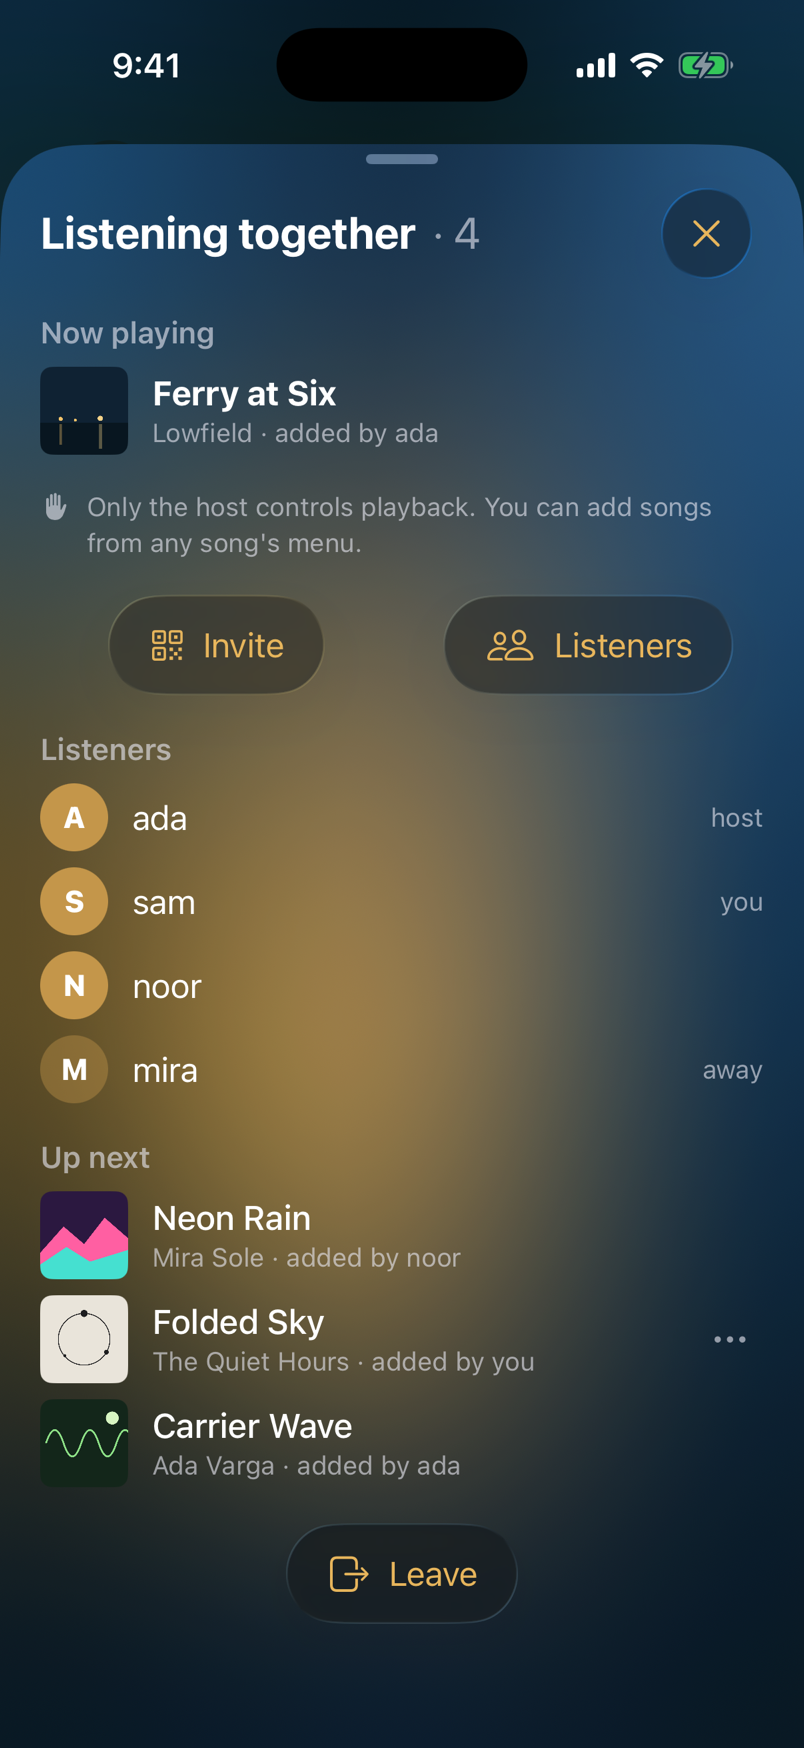 9:41
Listening together · 4
Now playing
Ferry at Six
Lowfield · added by ada
Only the host controls playback. You can add songs
from any song's menu.
Invite
Listeners
Listeners
A ada host
S sam you
N noor
M mira away
Up next
Neon Rain
Mira Sole · added by noor
Folded Sky
The Quiet Hours · added by you
Carrier Wave
Ada Varga · added by ada
Leave